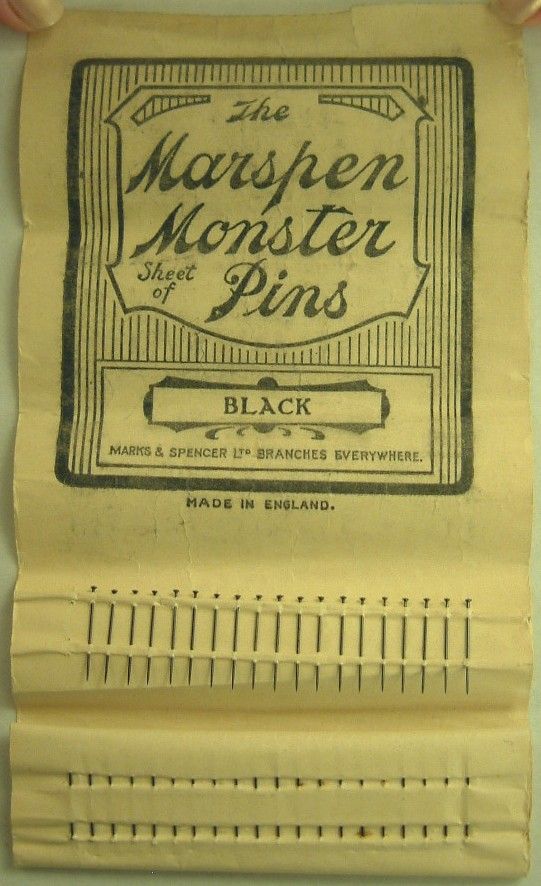 The
Marspen
Monster
Sheet of Pins
BLACK
MARKS & SPENCER LTD BRANCHES EVERYWHERE.
MADE IN ENGLAND.